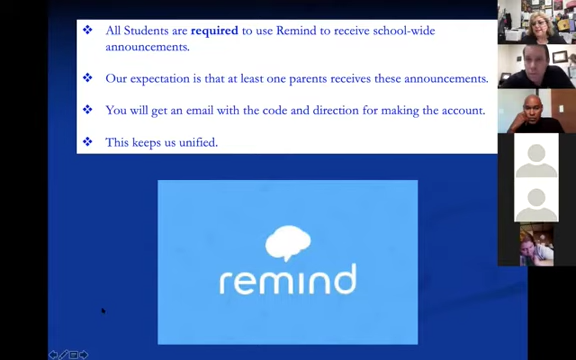 All Students are required to use Remind to receive school-wide
announcements.
Our expectation is that at least one parents receives these announcements.
You will get an email with the code and direction for making the account.
This keeps us unified.
remind